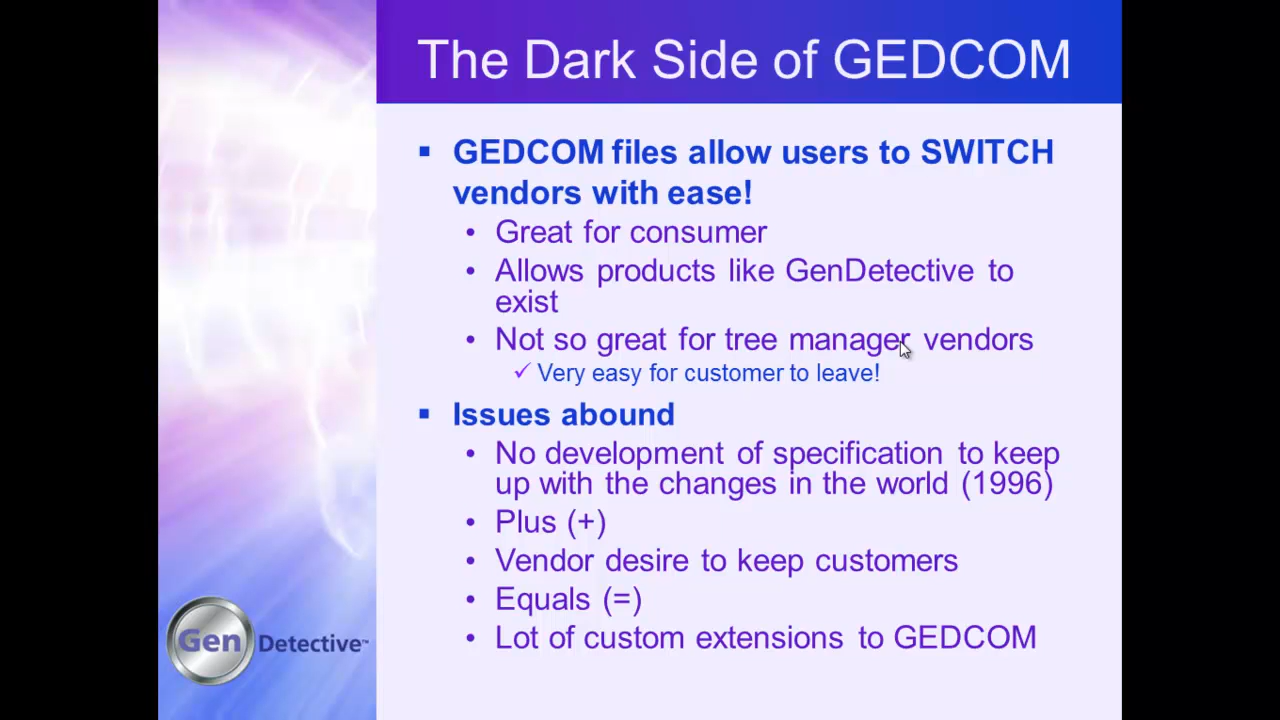 The Dark Side of GEDCOM
▪ GEDCOM files allow users to SWITCH
vendors with ease!
• Great for consumer
• Allows products like GenDetective to
exist
• Not so great for tree manager vendors
✓ Very easy for customer to leave!
▪ Issues abound
• No development of specification to keep
up with the changes in the world (1996)
• Plus (+)
• Vendor desire to keep customers
• Equals (=)
• Lot of custom extensions to GEDCOM
Gen Detective™